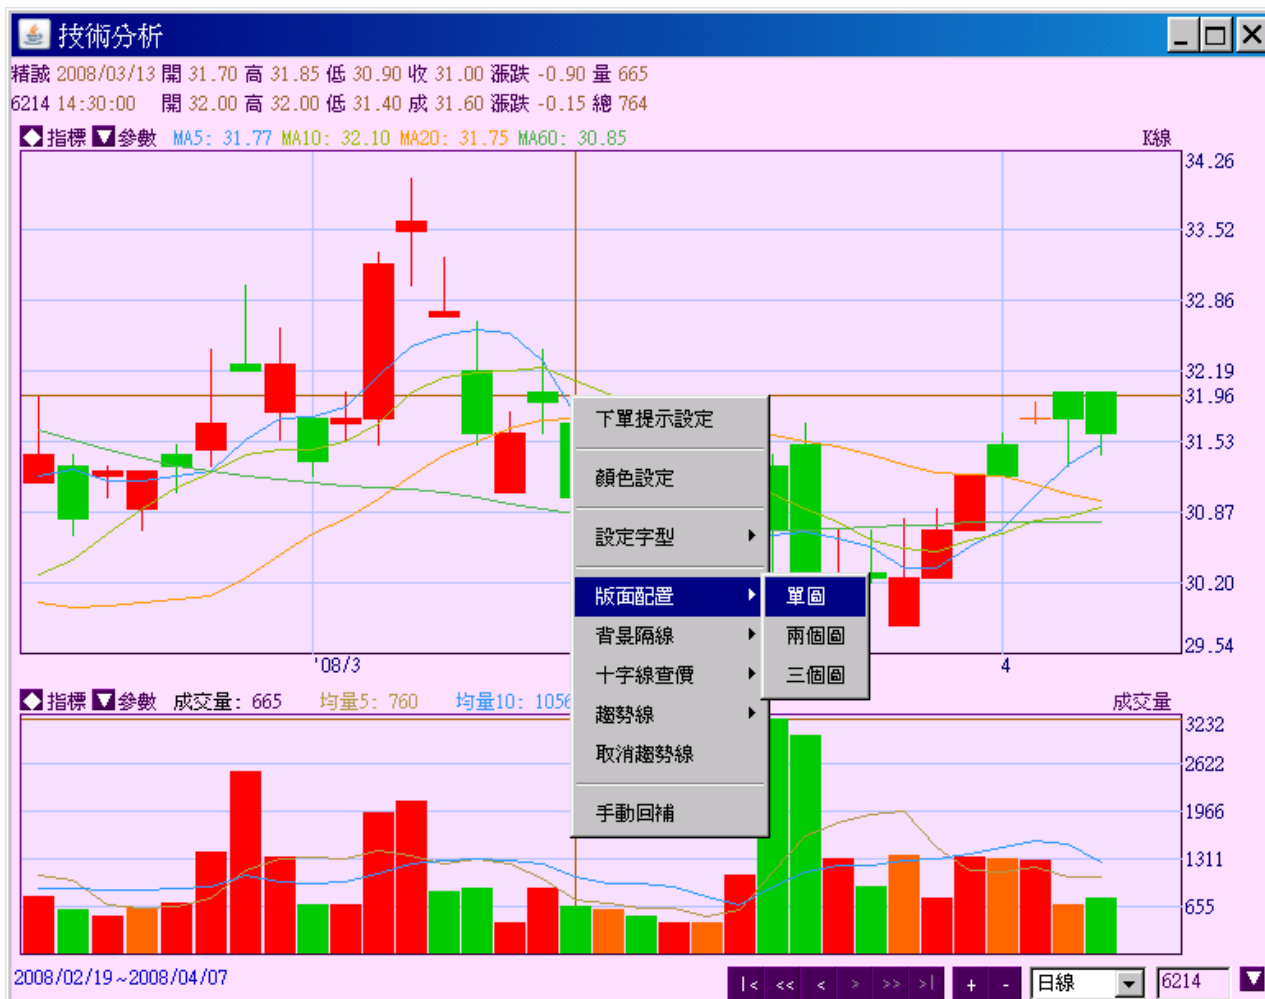 技術分析
精誠 2008/03/13 開 31.70 高 31.85 低 30.90 收 31.00 漲跌 -0.90 量 665
6214 14:30:00 開 32.00 高 32.00 低 31.40 成 31.60 漲跌 -0.15 總 764
指標 參數 MA5: 31.77 MA10: 32.10 MA20: 31.75 MA60: 30.85 K線
34.26
33.52
32.86
32.19
31.96
31.53
30.87
30.20
29.54
'08/3 4
下單提示設定
顏色設定
設定字型
版面配置
單圖
兩個圖
三個圖
背景隔線
十字線查價
趨勢線
取消趨勢線
手動回補
指標 參數 成交量: 665 均量5: 760 均量10: 1056 成交量
3232
2622
1966
1311
655
2008/02/19~2008/04/07 |< << < > >> >| + - 日線 6214